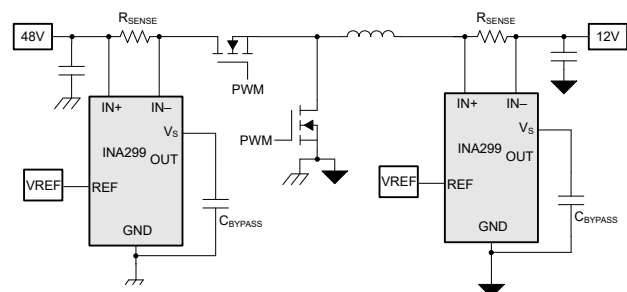 RSENSE
RSENSE
48V
12V
PWM
IN+
IN–
IN+
IN–
VS
VS
PWM
INA299
OUT
INA299
OUT
VREF
REF
VREF
REF
CBYPASS
CBYPASS
GND
GND